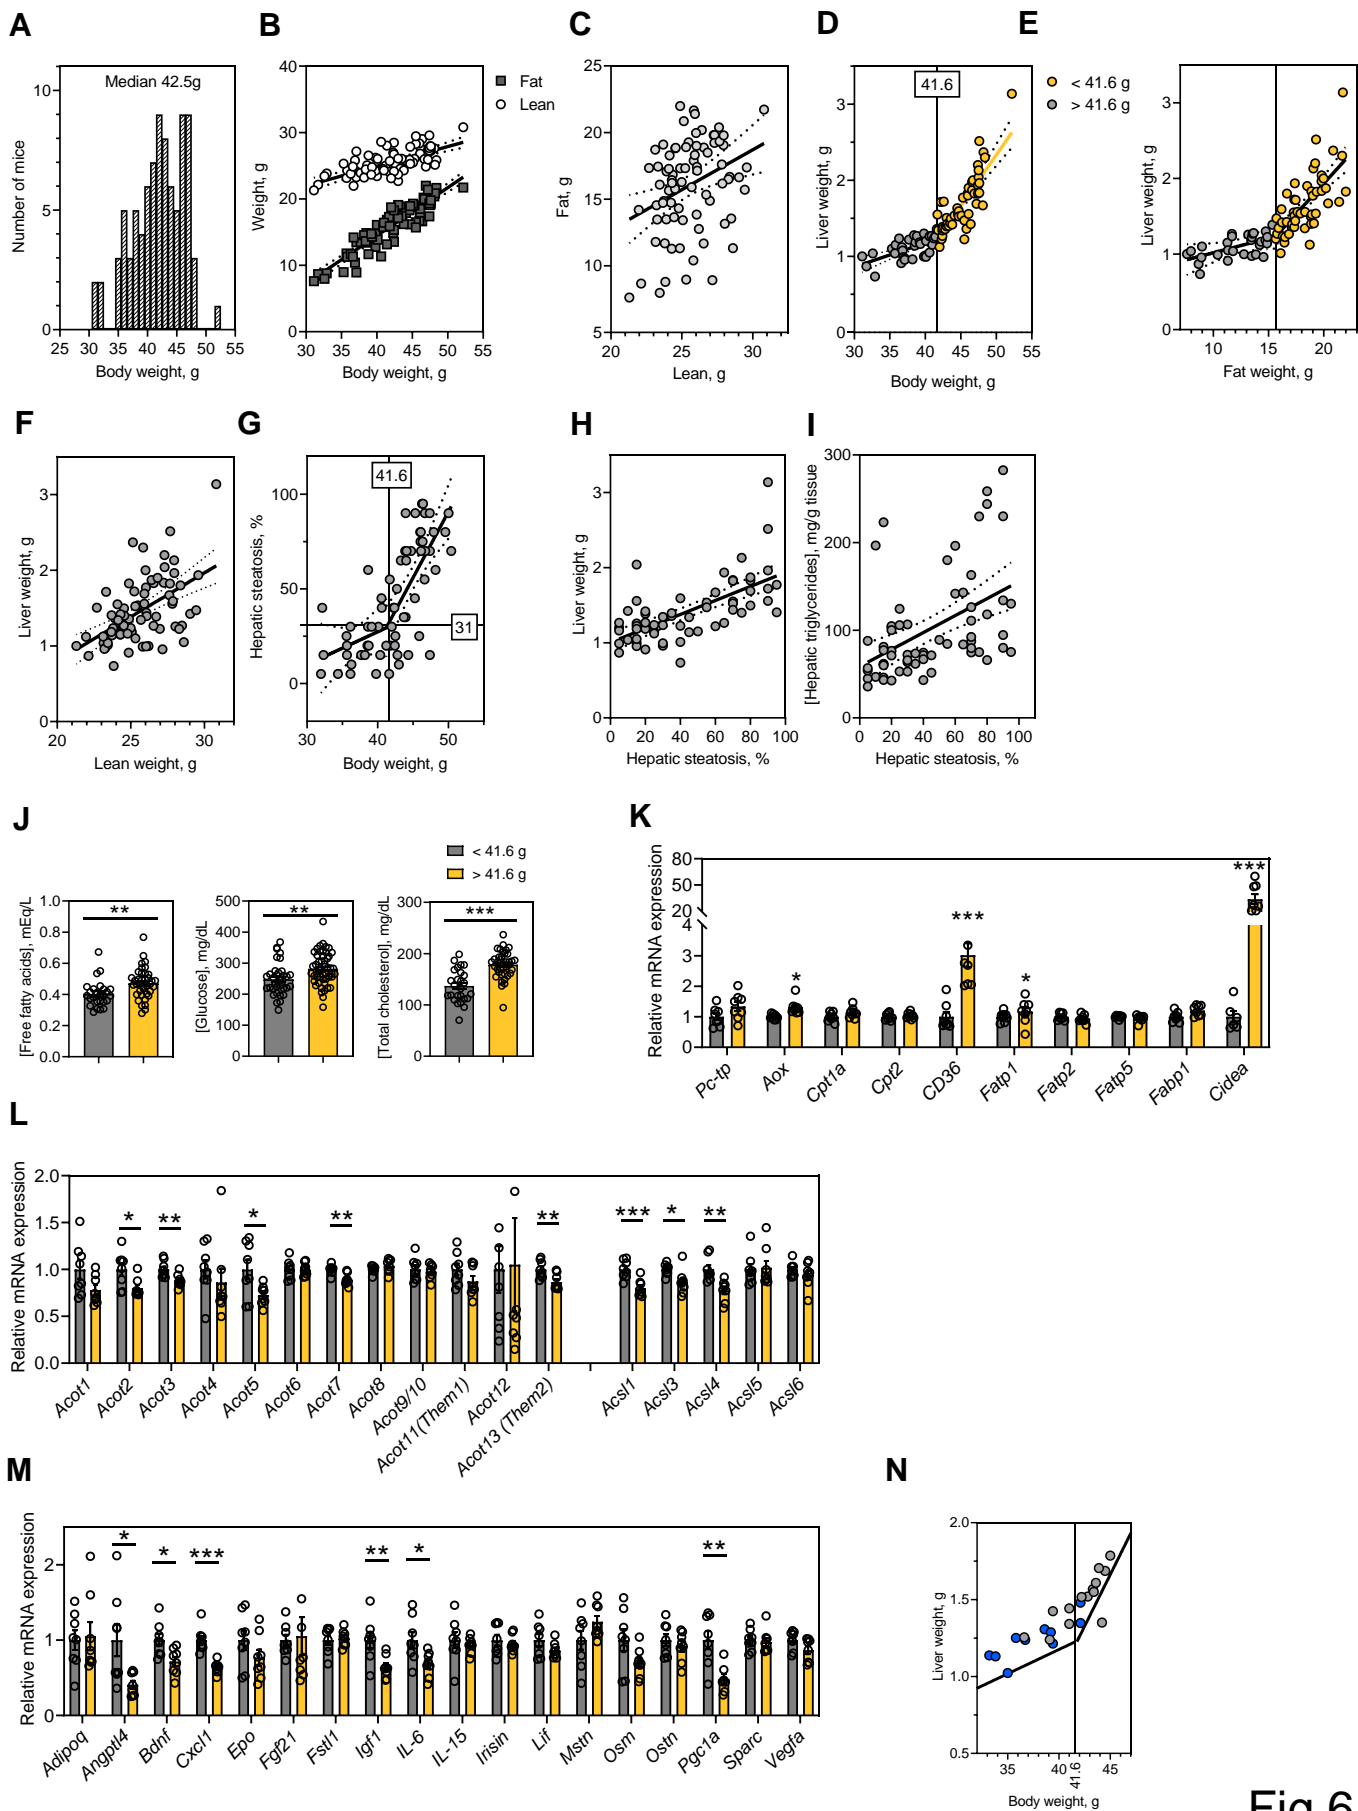 A
Median 42.5g
Number of mice
10
5
0
25 30 35 40 45 50 55
Body weight, g
B
Fat
Lean
Weight, g
40
30
20
10
0
30 35 40 45 50 55
Body weight, g
C
Fat, g
25
20
15
10
5
20 25 30
Lean, g
D
41.6
Liver weight, g
3
2
1
0
30 35 40 45 50 55
Body weight, g
< 41.6 g
> 41.6 g
E
Liver weight, g
3
2
1
0
10 15 20
Fat weight, g
F
Liver weight, g
3
2
1
0
20 25 30
Lean weight, g
G
41.6
31
Hepatic steatosis, %
100
50
0
30 40 50
Body weight, g
H
Liver weight, g
3
2
1
0
0 20 40 60 80 100
Hepatic steatosis, %
I
[Hepatic triglycerides], mg/g tissue
300
200
100
0
0 20 40 60 80 100
Hepatic steatosis, %
J
< 41.6 g
> 41.6 g
[Free fatty acids], mEq/L
1.0
0.8
0.6
0.4
0.2
0.0
**
[Glucose], mg/dL
500
400
300
200
100
0
**
[Total cholesterol], mg/dL
300
200
100
0
***
K
Relative mRNA expression
80
50
20
4
3
2
1
0
* *** * ***
Pc-tp Aox Cpt1a Cpt2 CD36 Fatp1 Fatp2 Fatp5 Fabp1 Cidea
L
Relative mRNA expression
2.0
1.5
1.0
0.5
0.0
* ** * ** ** *** * **
Acot1 Acot2 Acot3 Acot4 Acot5 Acot6 Acot7 Acot8 Acot9/10 Acot11(Them1) Acot12 Acot13 (Them2) Acsl1 Acsl3 Acsl4 Acsl5 Acsl6
M
Relative mRNA expression
2
1
0
* * *** ** * **
Adipoq Angptl4 Bdnf Cxcl1 Epo Fgf21 Fstl1 Igf1 IL-6 IL-15 Irisin Lif Mstn Osm Ostn Pgc1a Sparc Vegfa
N
Liver weight, g
2.0
1.5
1.0
0.5
35 40 41.6 45
Body weight, g
Fig 6